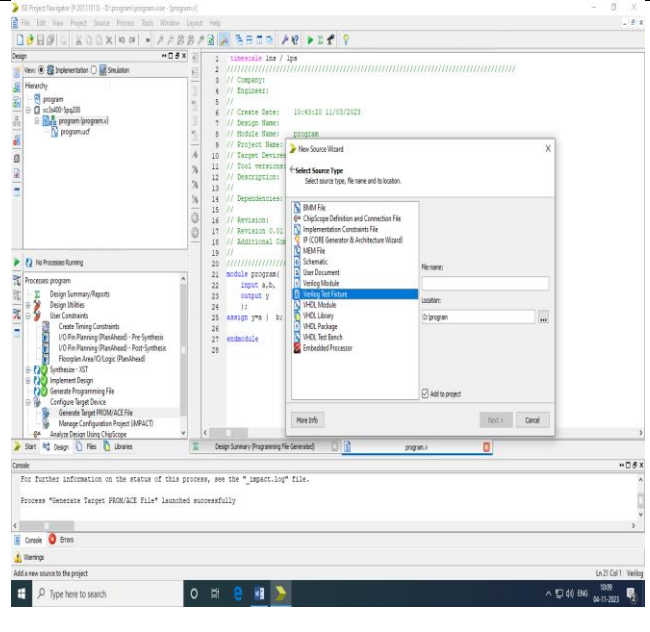 ISE Project Navigator (P.20131013) - D:\program\program.xise - [program.v]
File Edit View Project Source Process Tools Window Layout Help
Design
View: Implementation Simulation
Hierarchy
program
xc3s400-5pq208
program (program.v)
program.ucf
No Processes Running
Processes: program
Design Summary/Reports
Design Utilities
User Constraints
Create Timing Constraints
I/O Pin Planning (PlanAhead) - Pre-Synthesis
I/O Pin Planning (PlanAhead) - Post-Synthesis
Floorplan Area/IO/Logic (PlanAhead)
Synthesize - XST
Implement Design
Generate Programming File
Configure Target Device
Generate Target PROM/ACE File
Manage Configuration Project (iMPACT)
Analyze Design Using ChipScope
Start Design Files Libraries
1 `timescale 1ns / 1ps
2 //////////////////////////////////////////////////////////////////////////////////
3 // Company:
4 // Engineer:
5 //
6 // Create Date: 10:43:20 11/03/2023
7 // Design Name:
8 // Module Name: program
9 // Project Name:
10 // Target Devices
11 // Tool versions:
12 // Description:
13 //
14 // Dependencies:
15 //
16 // Revision:
17 // Revision 0.01
18 // Additional Com
19 //
20 /////////////////
21 module program(
22 input a,b,
23 output y
24 );
25 assign y=a | b;
26
27 endmodule
28
New Source Wizard X
Select Source Type
Select source type, file name and its location.
BMM File
ChipScope Definition and Connection File
Implementation Constraints File
IP (CORE Generator & Architecture Wizard)
MEM File
Schematic
User Document
Verilog Module
Verilog Test Fixture
VHDL Module
VHDL Library
VHDL Package
VHDL Test Bench
Embedded Processor
File name:
Location:
D:\program
...
Add to project
More Info Next > Cancel
Design Summary (Programming File Generated) program.v
Console
For further information on the status of this process, see the "_impact.log" file.
Process "Generate Target PROM/ACE File" launched successfully
Console Errors
Warnings
Add a new source to the project Ln 21 Col 1 Verilog
Type here to search
ENG
1009
04-11-2023